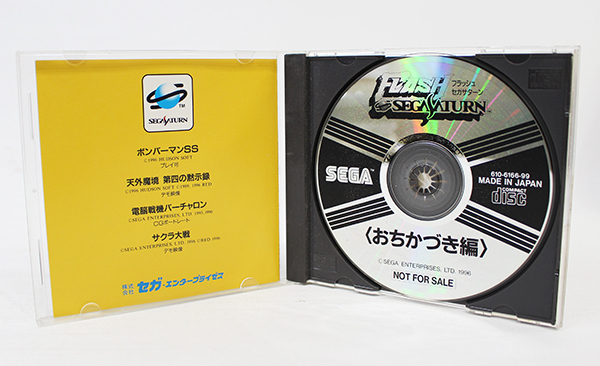 TM
SEGA SATURN
ボンバーマンSS
©1996 HUDSON SOFT
プレイ可
天外魔境 第四の黙示録
©1996 HUDSON SOFT ©1989, 1996 RED
デモ映像
電脳戦機バーチャロン
©SEGA ENTERPRISES, LTD. 1995, 1996
CGポートレート
サクラ大戦
©SEGA ENTERPRISES, LTD. 1996 ©RED 1996
デモ映像
株式会社 セガ・エンタープライゼス
FLASH
フラッシュ
セガサターン
SEGA SATURN
SEGA
610-6166-99
MADE IN JAPAN
COMPACT
disc
〈おちかづき編〉
©SEGA ENTERPRISES, LTD. 1996
NOT FOR SALE